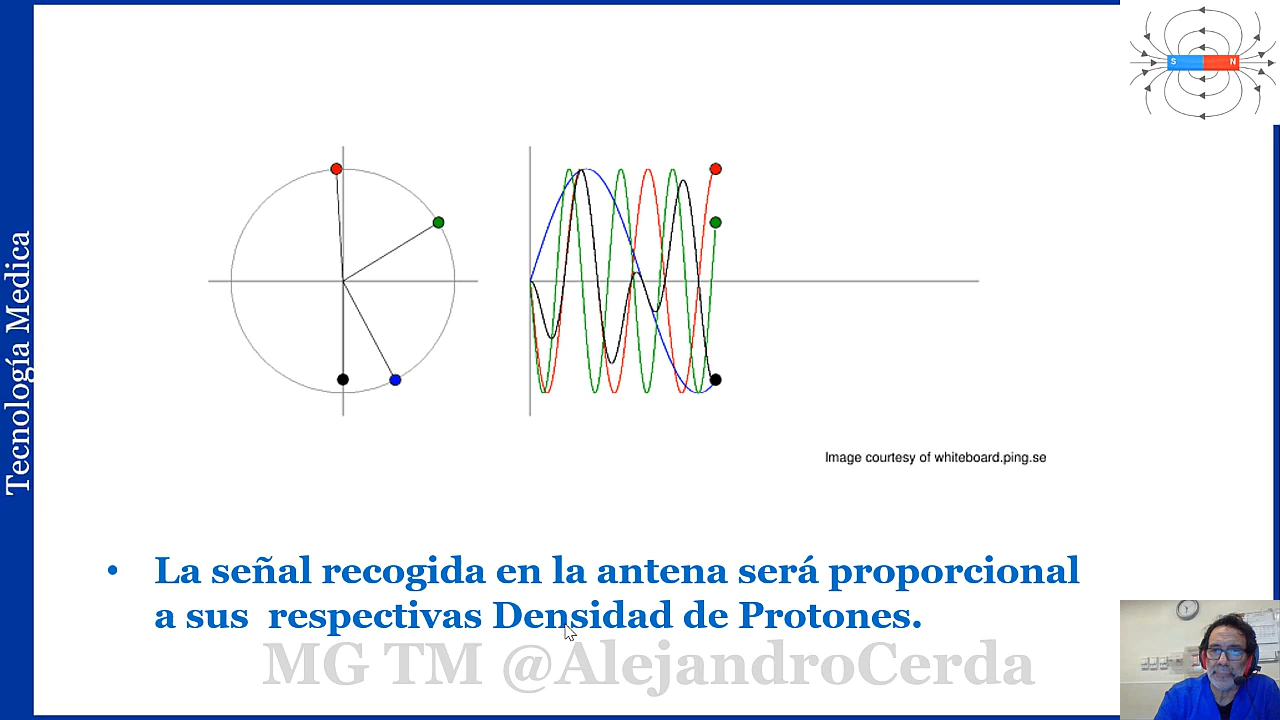 Tecnología Medica
S N
Image courtesy of whiteboard.ping.se
• La señal recogida en la antena será proporcional
a sus respectivas Densidad de Protones.
MG TM @AlejandroCerda